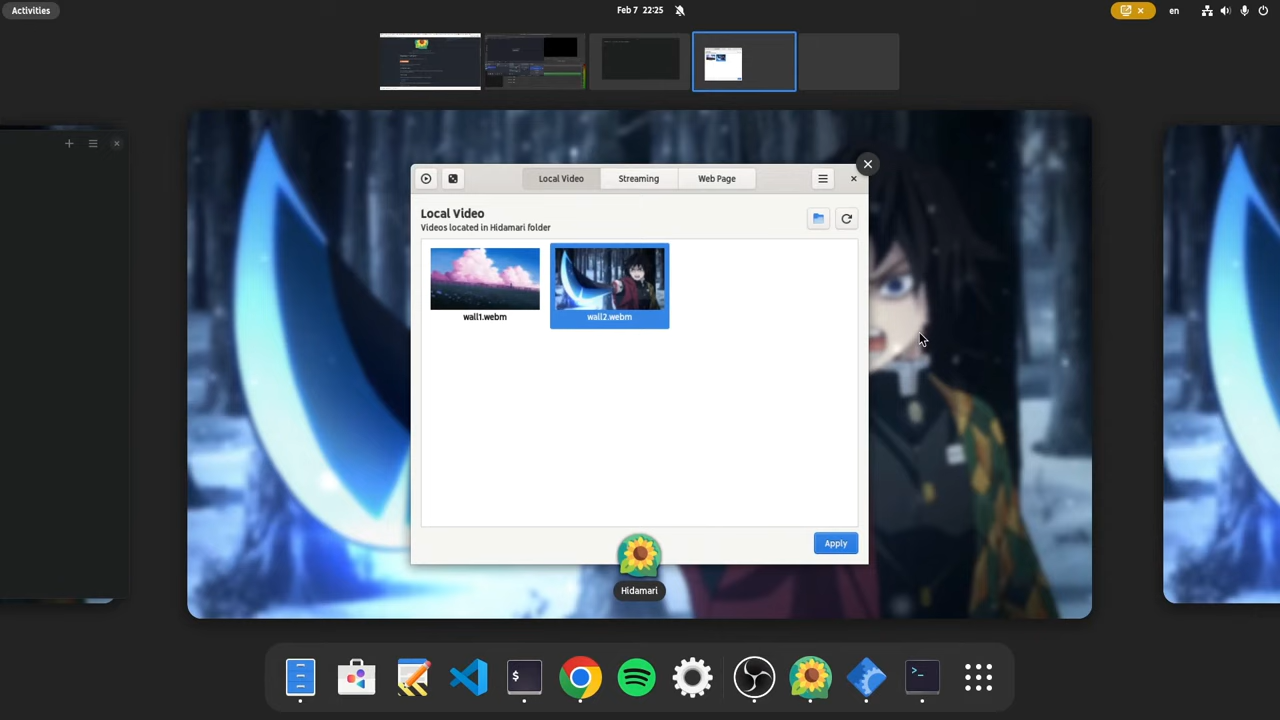 Activities
Feb 7 22:25
en
Local Video
Streaming
Web Page
Local Video
Videos located in Hidamari folder
wall1.webm
wall2.webm
Apply
Hidamari